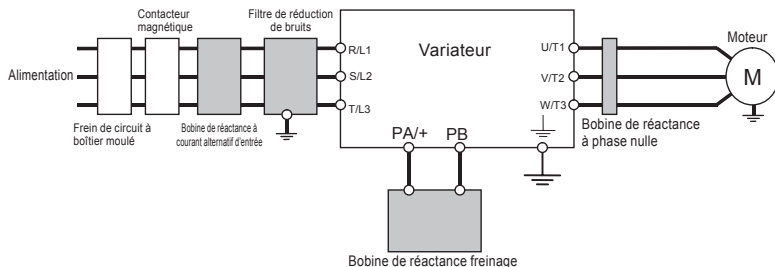 Contacteur
magnétique
Filtre de réduction
de bruits
Alimentation
Frein de circuit à
boîtier moulé
Bobine de réactance à
courant alternatif d'entrée
R/L1
S/L2
T/L3
Variateur
U/T1
V/T2
W/T3
PA/+
PB
Moteur
M
Bobine de réactance
à phase nulle
Bobine de réactance freinage